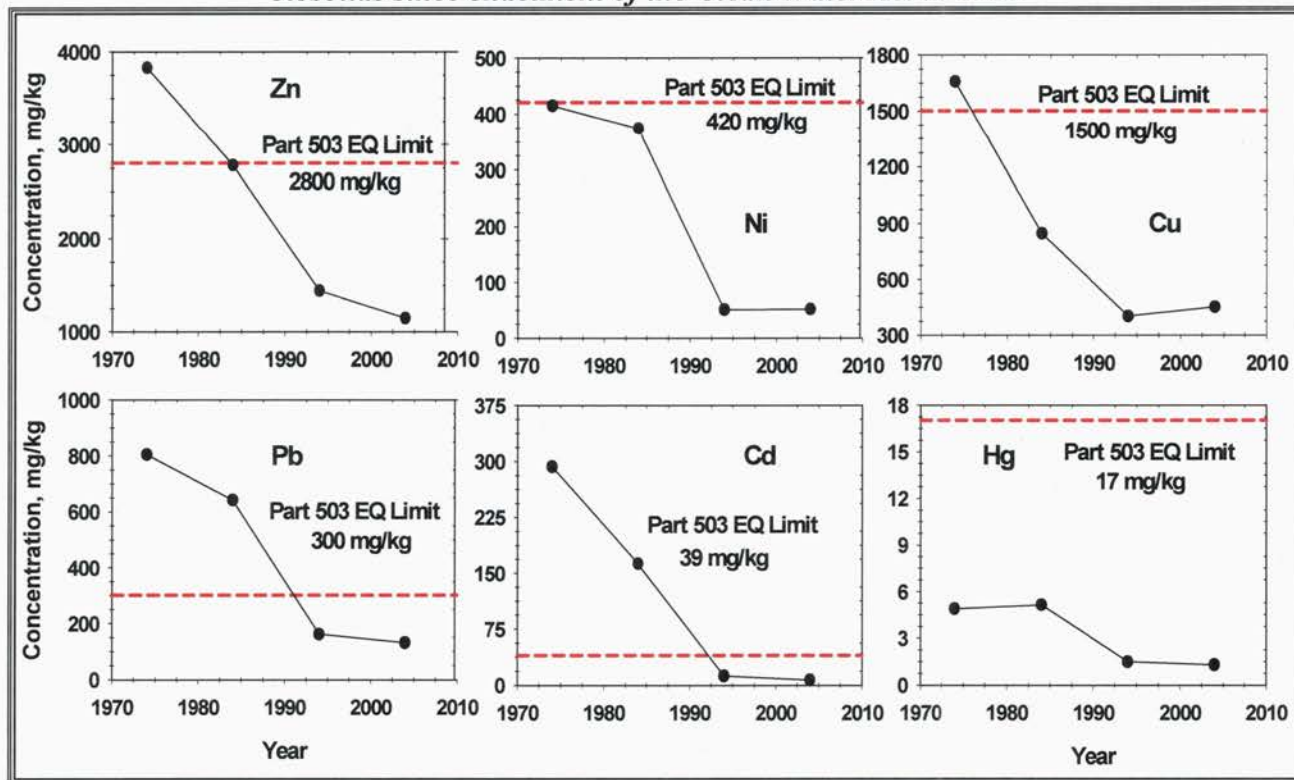 Concentration, mg/kg
4000
3000
2000
1000
Zn
Part 503 EQ Limit
2800 mg/kg
1970 1980 1990 2000 2010
500
400
300
200
100
0
Part 503 EQ Limit
420 mg/kg
Ni
1970 1980 1990 2000 2010
1800
1500
1200
900
600
300
Part 503 EQ Limit
1500 mg/kg
Cu
1970 1980 1990 2000 2010
Concentration, mg/kg
1000
800
600
400
200
0
Pb
Part 503 EQ Limit
300 mg/kg
1970 1980 1990 2000 2010
Year
375
300
225
150
75
0
Cd
Part 503 EQ Limit
39 mg/kg
1970 1980 1990 2000 2010
18
15
12
9
6
3
0
Hg
Part 503 EQ Limit
17 mg/kg
1970 1980 1990 2000 2010
Year